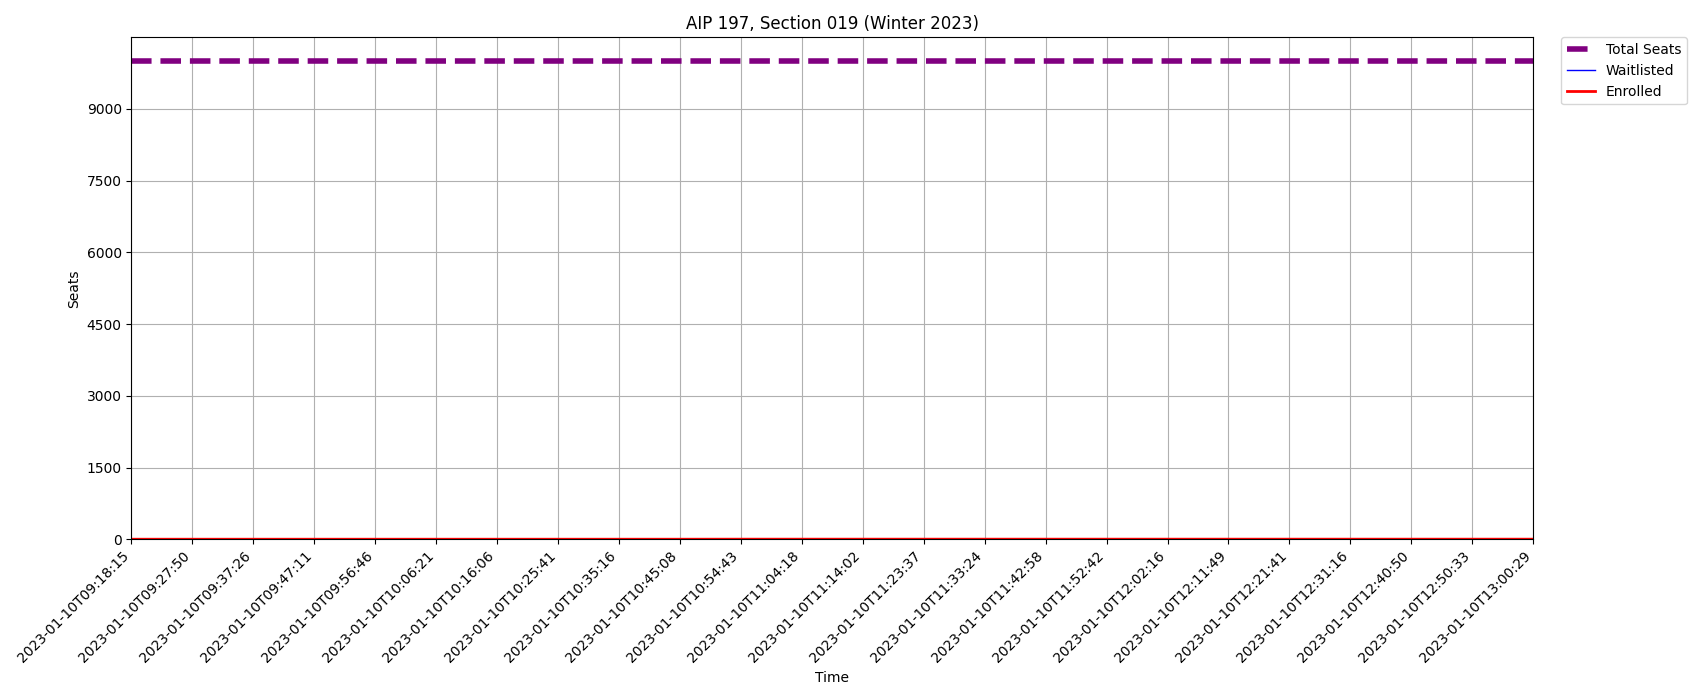 AIP 197, Section 019 (Winter 2023)
Total Seats
Waitlisted
Enrolled
Seats
9000
7500
6000
4500
3000
1500
0
2023-01-10T09:18:15
2023-01-10T09:27:50
2023-01-10T09:37:26
2023-01-10T09:47:11
2023-01-10T09:56:46
2023-01-10T10:06:21
2023-01-10T10:16:06
2023-01-10T10:25:41
2023-01-10T10:35:16
2023-01-10T10:45:08
2023-01-10T10:54:43
2023-01-10T11:04:18
2023-01-10T11:14:02
2023-01-10T11:23:37
2023-01-10T11:33:24
2023-01-10T11:42:58
2023-01-10T11:52:42
2023-01-10T12:02:16
2023-01-10T12:11:49
2023-01-10T12:21:41
2023-01-10T12:31:16
2023-01-10T12:40:50
2023-01-10T12:50:33
2023-01-10T13:00:29
Time